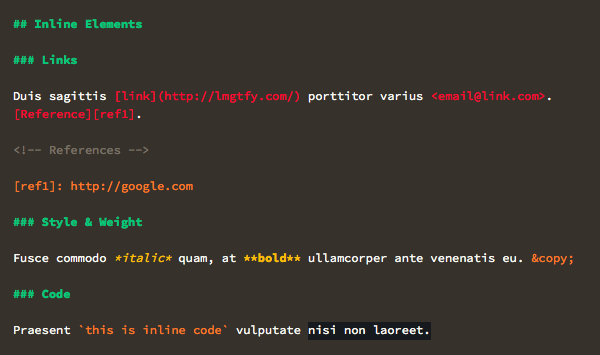 ## Inline Elements
### Links
Duis sagittis [link](http://lmgtfy.com/) porttitor varius <email@link.com>.
[Reference][ref1].
<!-- References -->
[ref1]: http://google.com
### Style & Weight
Fusce commodo *italic* quam, at **bold** ullamcorper ante venenatis eu. &copy;
### Code
Praesent `this is inline code` vulputate nisi non laoreet.